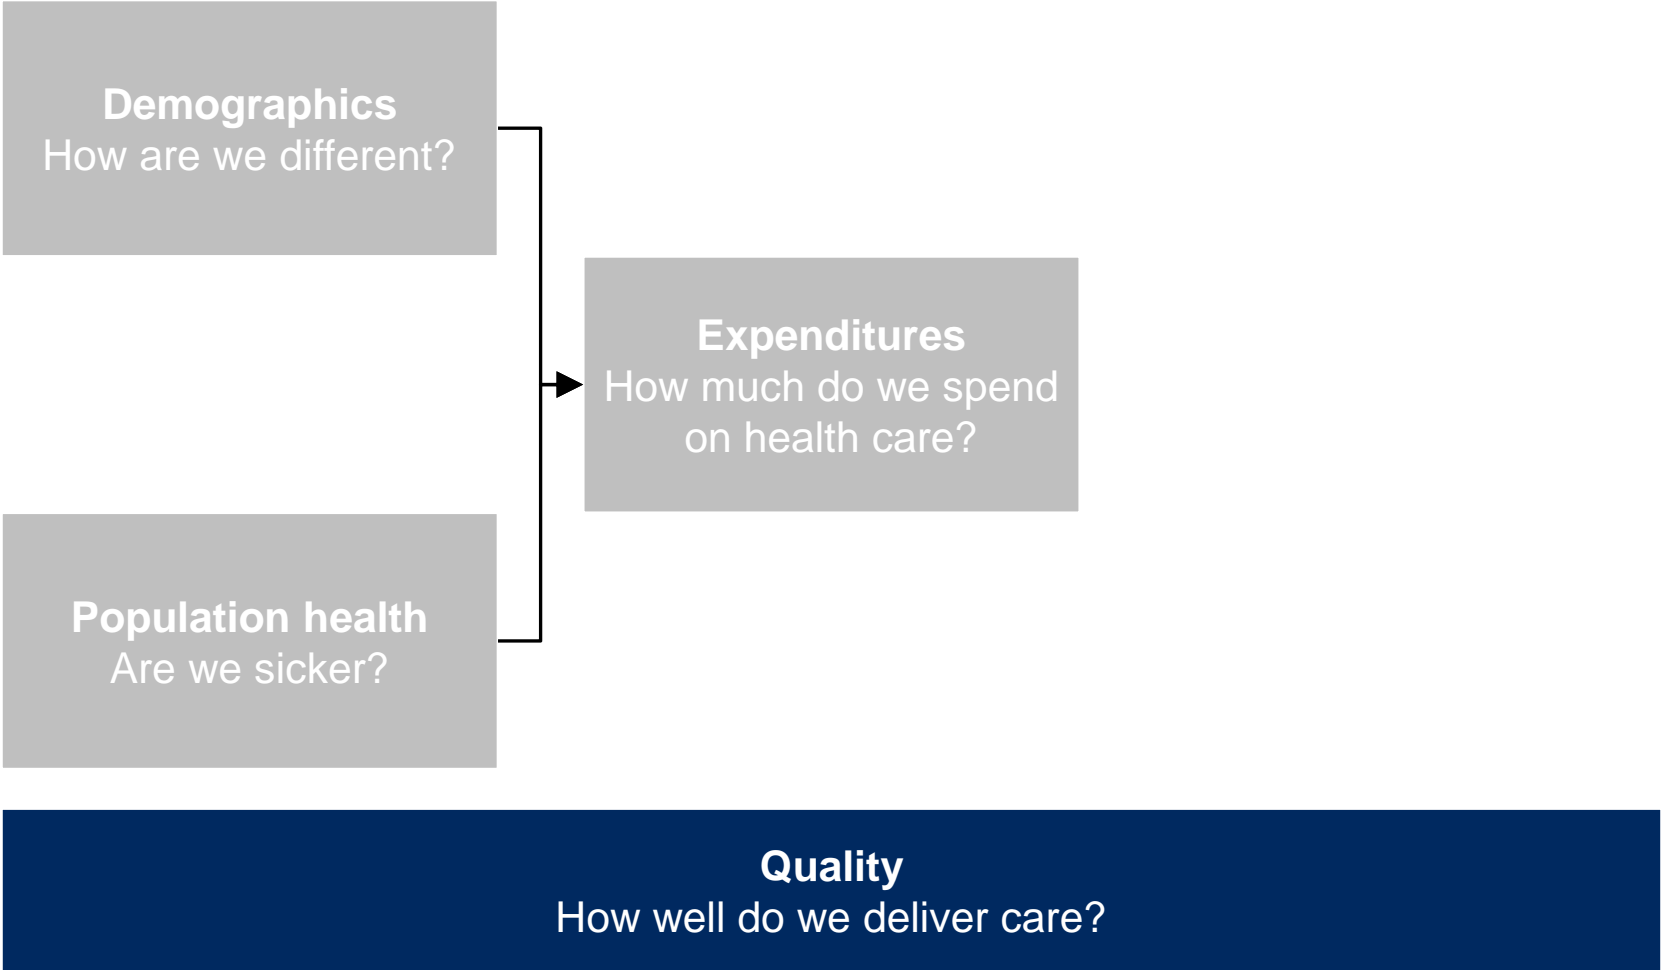 Demographics
How are we different?
Expenditures
How much do we spend
on health care?
Population health
Are we sicker?
Quality
How well do we deliver care?